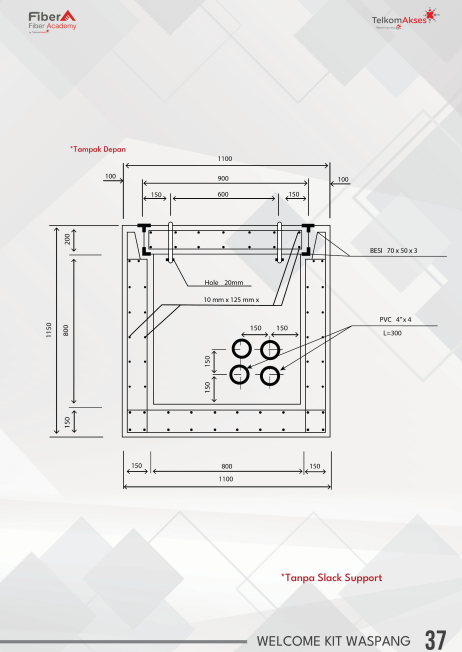 Fiber
Fiber Academy
TelkomAkses
*Tampak Depan
1100
100
900
100
150
600
150
200
BESI 70 x 50 x 3
Hole 20mm
10 mm x 125 mm x
PVC 4" x 4
L=300
1150
800
150
150
150
150
150
150
800
150
1100
*Tanpa Slack Support
WELCOME KIT WASPANG 37